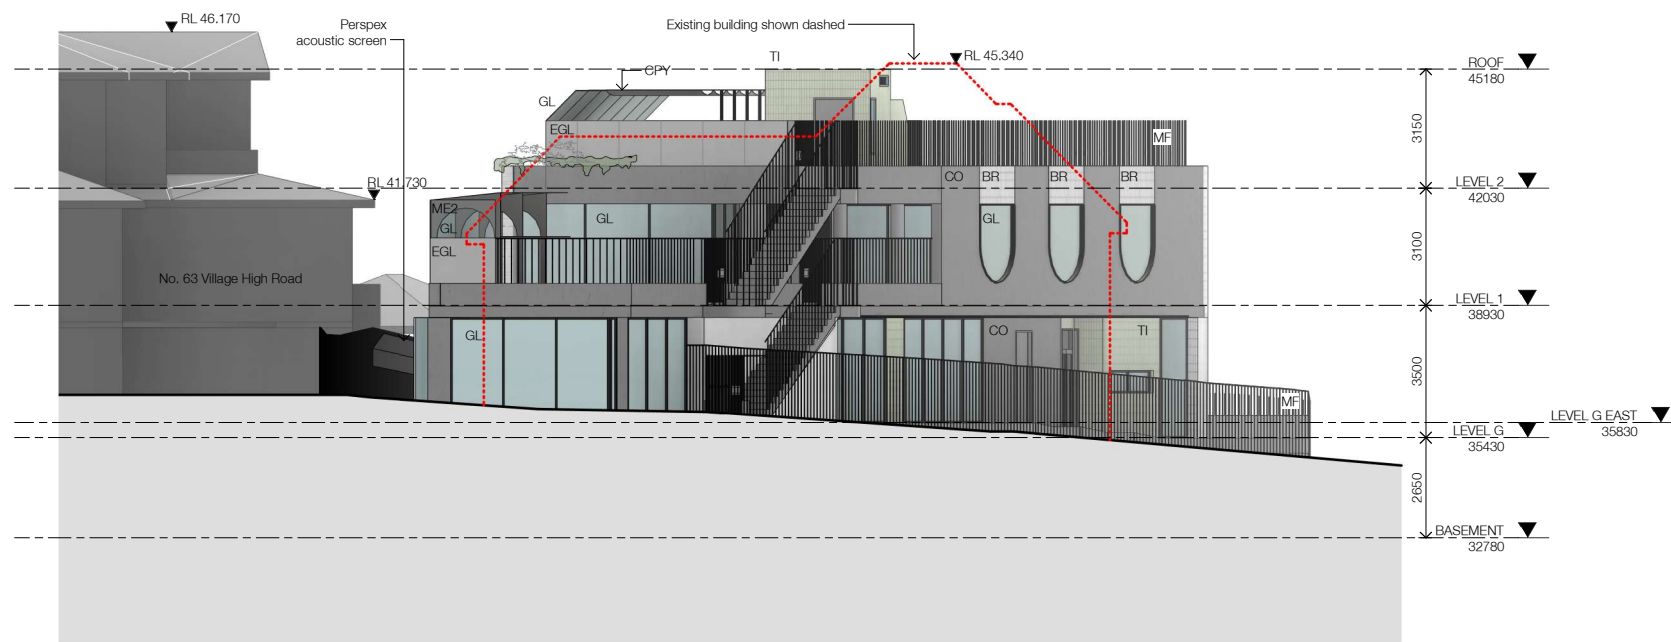 RL 46.170
Perspex
acoustic screen
Existing building shown dashed
TI
RL 45.340
ROOF
45180
CPY
GL
EGL
3150
MF
RL 41.730
CO
BR
BR
BR
LEVEL 2
42030
ME2
GL
GL
GL
EGL
3100
No. 63 Village High Road
LEVEL 1
38930
GL
CO
TI
3500
MF
LEVEL G EAST
35830
LEVEL G
35430
2650
BASEMENT
32780